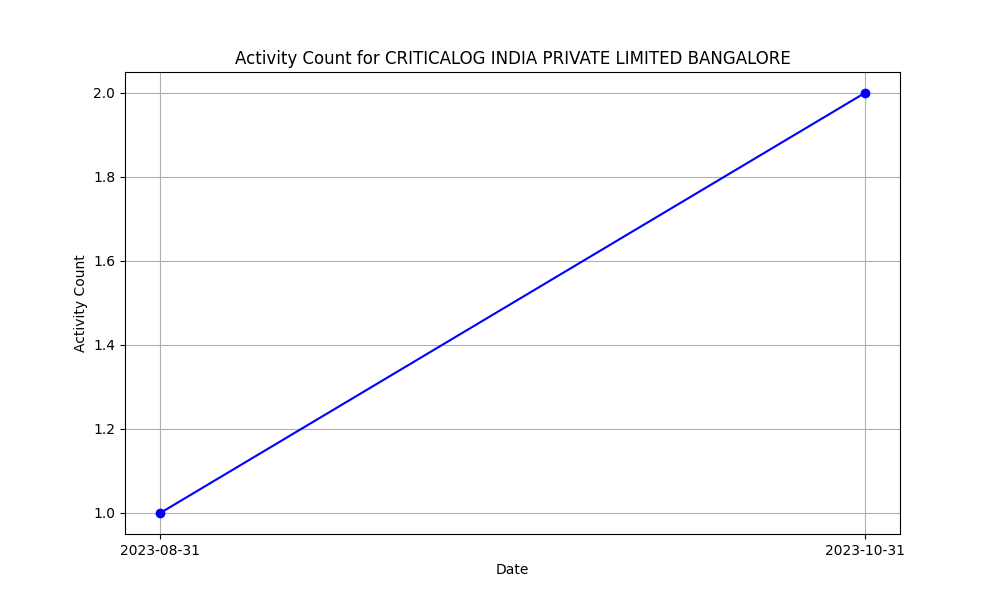 Activity Count for CRITICALOG INDIA PRIVATE LIMITED BANGALORE
2.0
1.8
1.6
1.4
1.2
1.0
Activity Count
2023-08-31 2023-10-31
Date